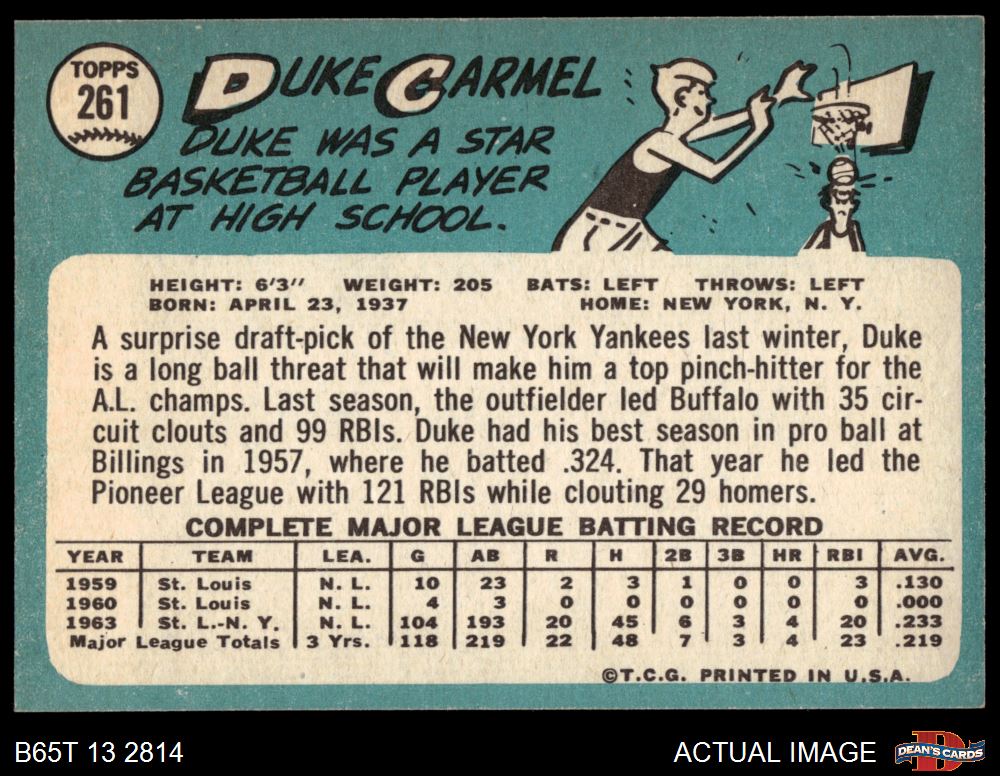 TOPPS
261
DUKE CARMEL
DUKE WAS A STAR
BASKETBALL PLAYER
AT HIGH SCHOOL.
HEIGHT: 6'3" WEIGHT: 205 BATS: LEFT THROWS: LEFT
BORN: APRIL 23, 1937 HOME: NEW YORK, N. Y.
A surprise draft-pick of the New York Yankees last winter, Duke
is a long ball threat that will make him a top pinch-hitter for the
A.L. champs. Last season, the outfielder led Buffalo with 35 cir-
cuit clouts and 99 RBIs. Duke had his best season in pro ball at
Billings in 1957, where he batted .324. That year he led the
Pioneer League with 121 RBIs while clouting 29 homers.
COMPLETE MAJOR LEAGUE BATTING RECORD
YEAR TEAM LEA. G AB R H 2B 3B HR RBI AVG.
1959 St. Louis N. L. 10 23 2 3 1 0 0 3 .130
1960 St. Louis N. L. 4 3 0 0 0 0 0 0 .000
1963 St. L.-N. Y. N. L. 104 193 20 45 6 3 4 20 .233
Major League Totals 3 Yrs. 118 219 22 48 7 3 4 23 .219
©T.C.G. PRINTED IN U.S.A.
B65T 13 2814 ACTUAL IMAGE DEAN'S CARDS